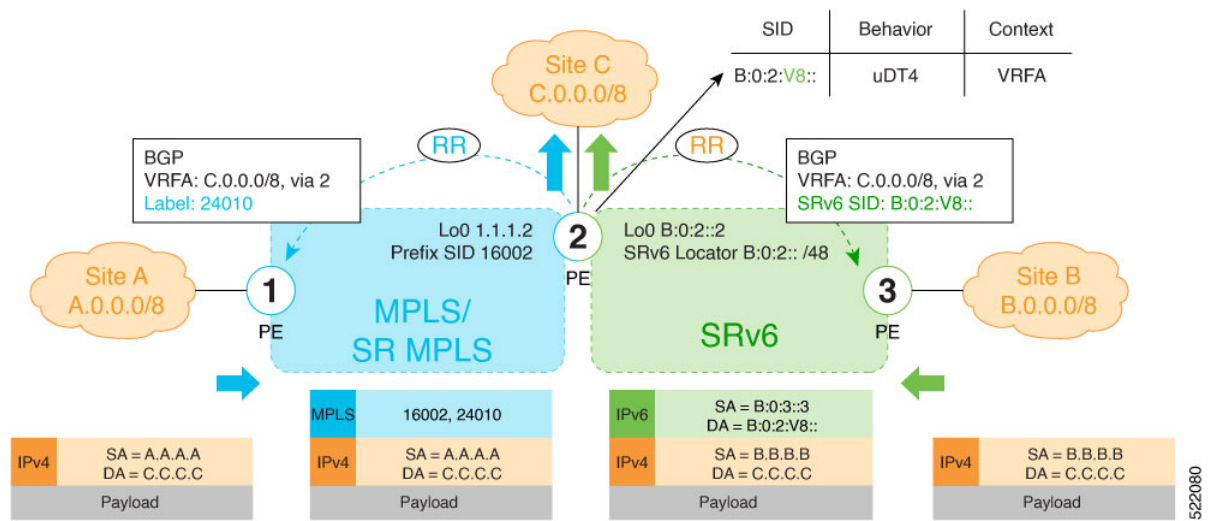 SID Behavior Context
B:0:2:V8:: uDT4 VRFA
Site C
C.0.0.0/8
RR
RR
BGP
VRFA: C.0.0.0/8, via 2
Label: 24010
BGP
VRFA: C.0.0.0/8, via 2
SRv6 SID: B:0:2:V8::
Lo0 1.1.1.2
Prefix SID 16002
2
PE
Lo0 B:0:2::2
SRv6 Locator B:0:2:: /48
Site A
A.0.0.0/8
1
PE
MPLS/
SR MPLS
SRv6
3
PE
Site B
B.0.0.0/8
MPLS 16002, 24010
IPv6 SA = B:0:3::3
DA = B:0:2:V8::
IPv4 SA = A.A.A.A
DA = C.C.C.C
Payload
IPv4 SA = A.A.A.A
DA = C.C.C.C
Payload
IPv4 SA = B.B.B.B
DA = C.C.C.C
Payload
IPv4 SA = B.B.B.B
DA = C.C.C.C
Payload
522080